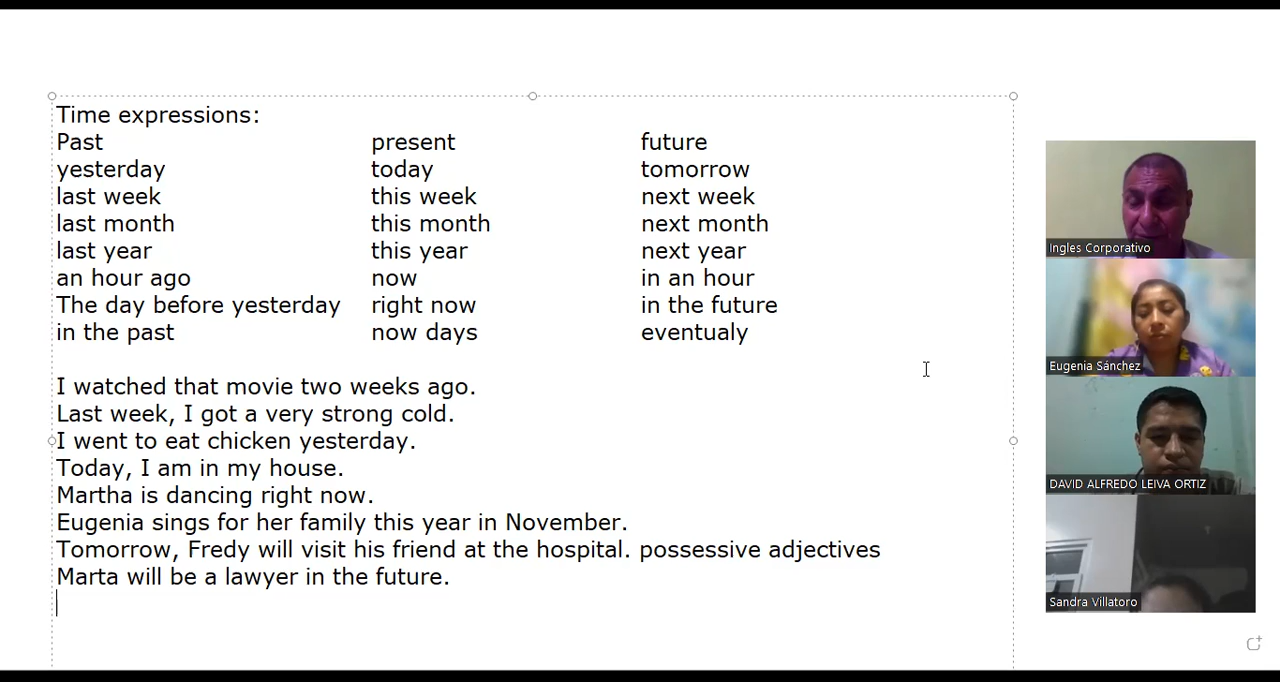 Time expressions:
Past present future
yesterday today tomorrow
last week this week next week
last month this month next month
last year this year next year
an hour ago now in an hour
The day before yesterday right now in the future
in the past now days eventualy
I watched that movie two weeks ago.
Last week, I got a very strong cold.
I went to eat chicken yesterday.
Today, I am in my house.
Martha is dancing right now.
Eugenia sings for her family this year in November.
Tomorrow, Fredy will visit his friend at the hospital. possessive adjectives
Marta will be a lawyer in the future.
Ingles Corporativo
Eugenia Sánchez
DAVID ALFREDO LEIVA ORTIZ
Sandra Villatoro